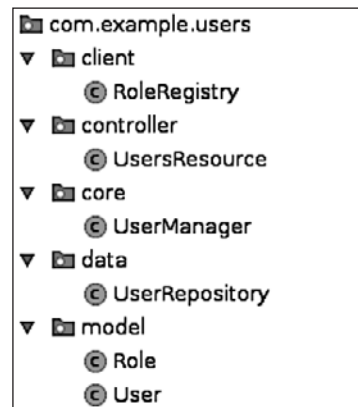 com.example.users
client
RoleRegistry
controller
UsersResource
core
UserManager
data
UserRepository
model
Role
User